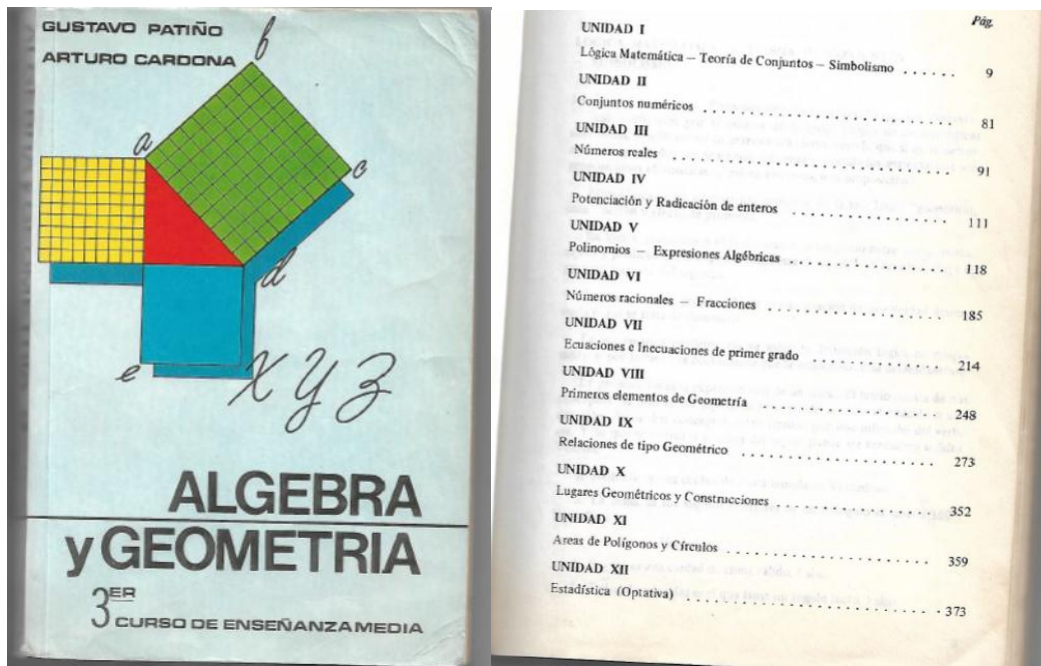 GUSTAVO PATIÑO
ARTURO CARDONA
b
a
c
d
e
X Y Z
ALGEBRA
y GEOMETRIA
3ER CURSO DE ENSEÑANZA MEDIA
Pág.
UNIDAD I
Lógica Matemática – Teoría de Conjuntos – Simbolismo ...... 9
UNIDAD II
Conjuntos numéricos ........................ 81
UNIDAD III
Números reales ........................ 91
UNIDAD IV
Potenciación y Radicación de enteros ................ 111
UNIDAD V
Polinomios – Expresiones Algébricas ................ 118
UNIDAD VI
Números racionales – Fracciones ................ 185
UNIDAD VII
Ecuaciones e Inecuaciones de primer grado ............ 214
UNIDAD VIII
Primeros elementos de Geometría ................ 248
UNIDAD IX
Relaciones de tipo Geométrico ................ 273
UNIDAD X
Lugares Geométricos y Construcciones ................ 352
UNIDAD XI
Areas de Polígonos y Círculos ................ 359
UNIDAD XII
Estadística (Optativa) ........................ 373